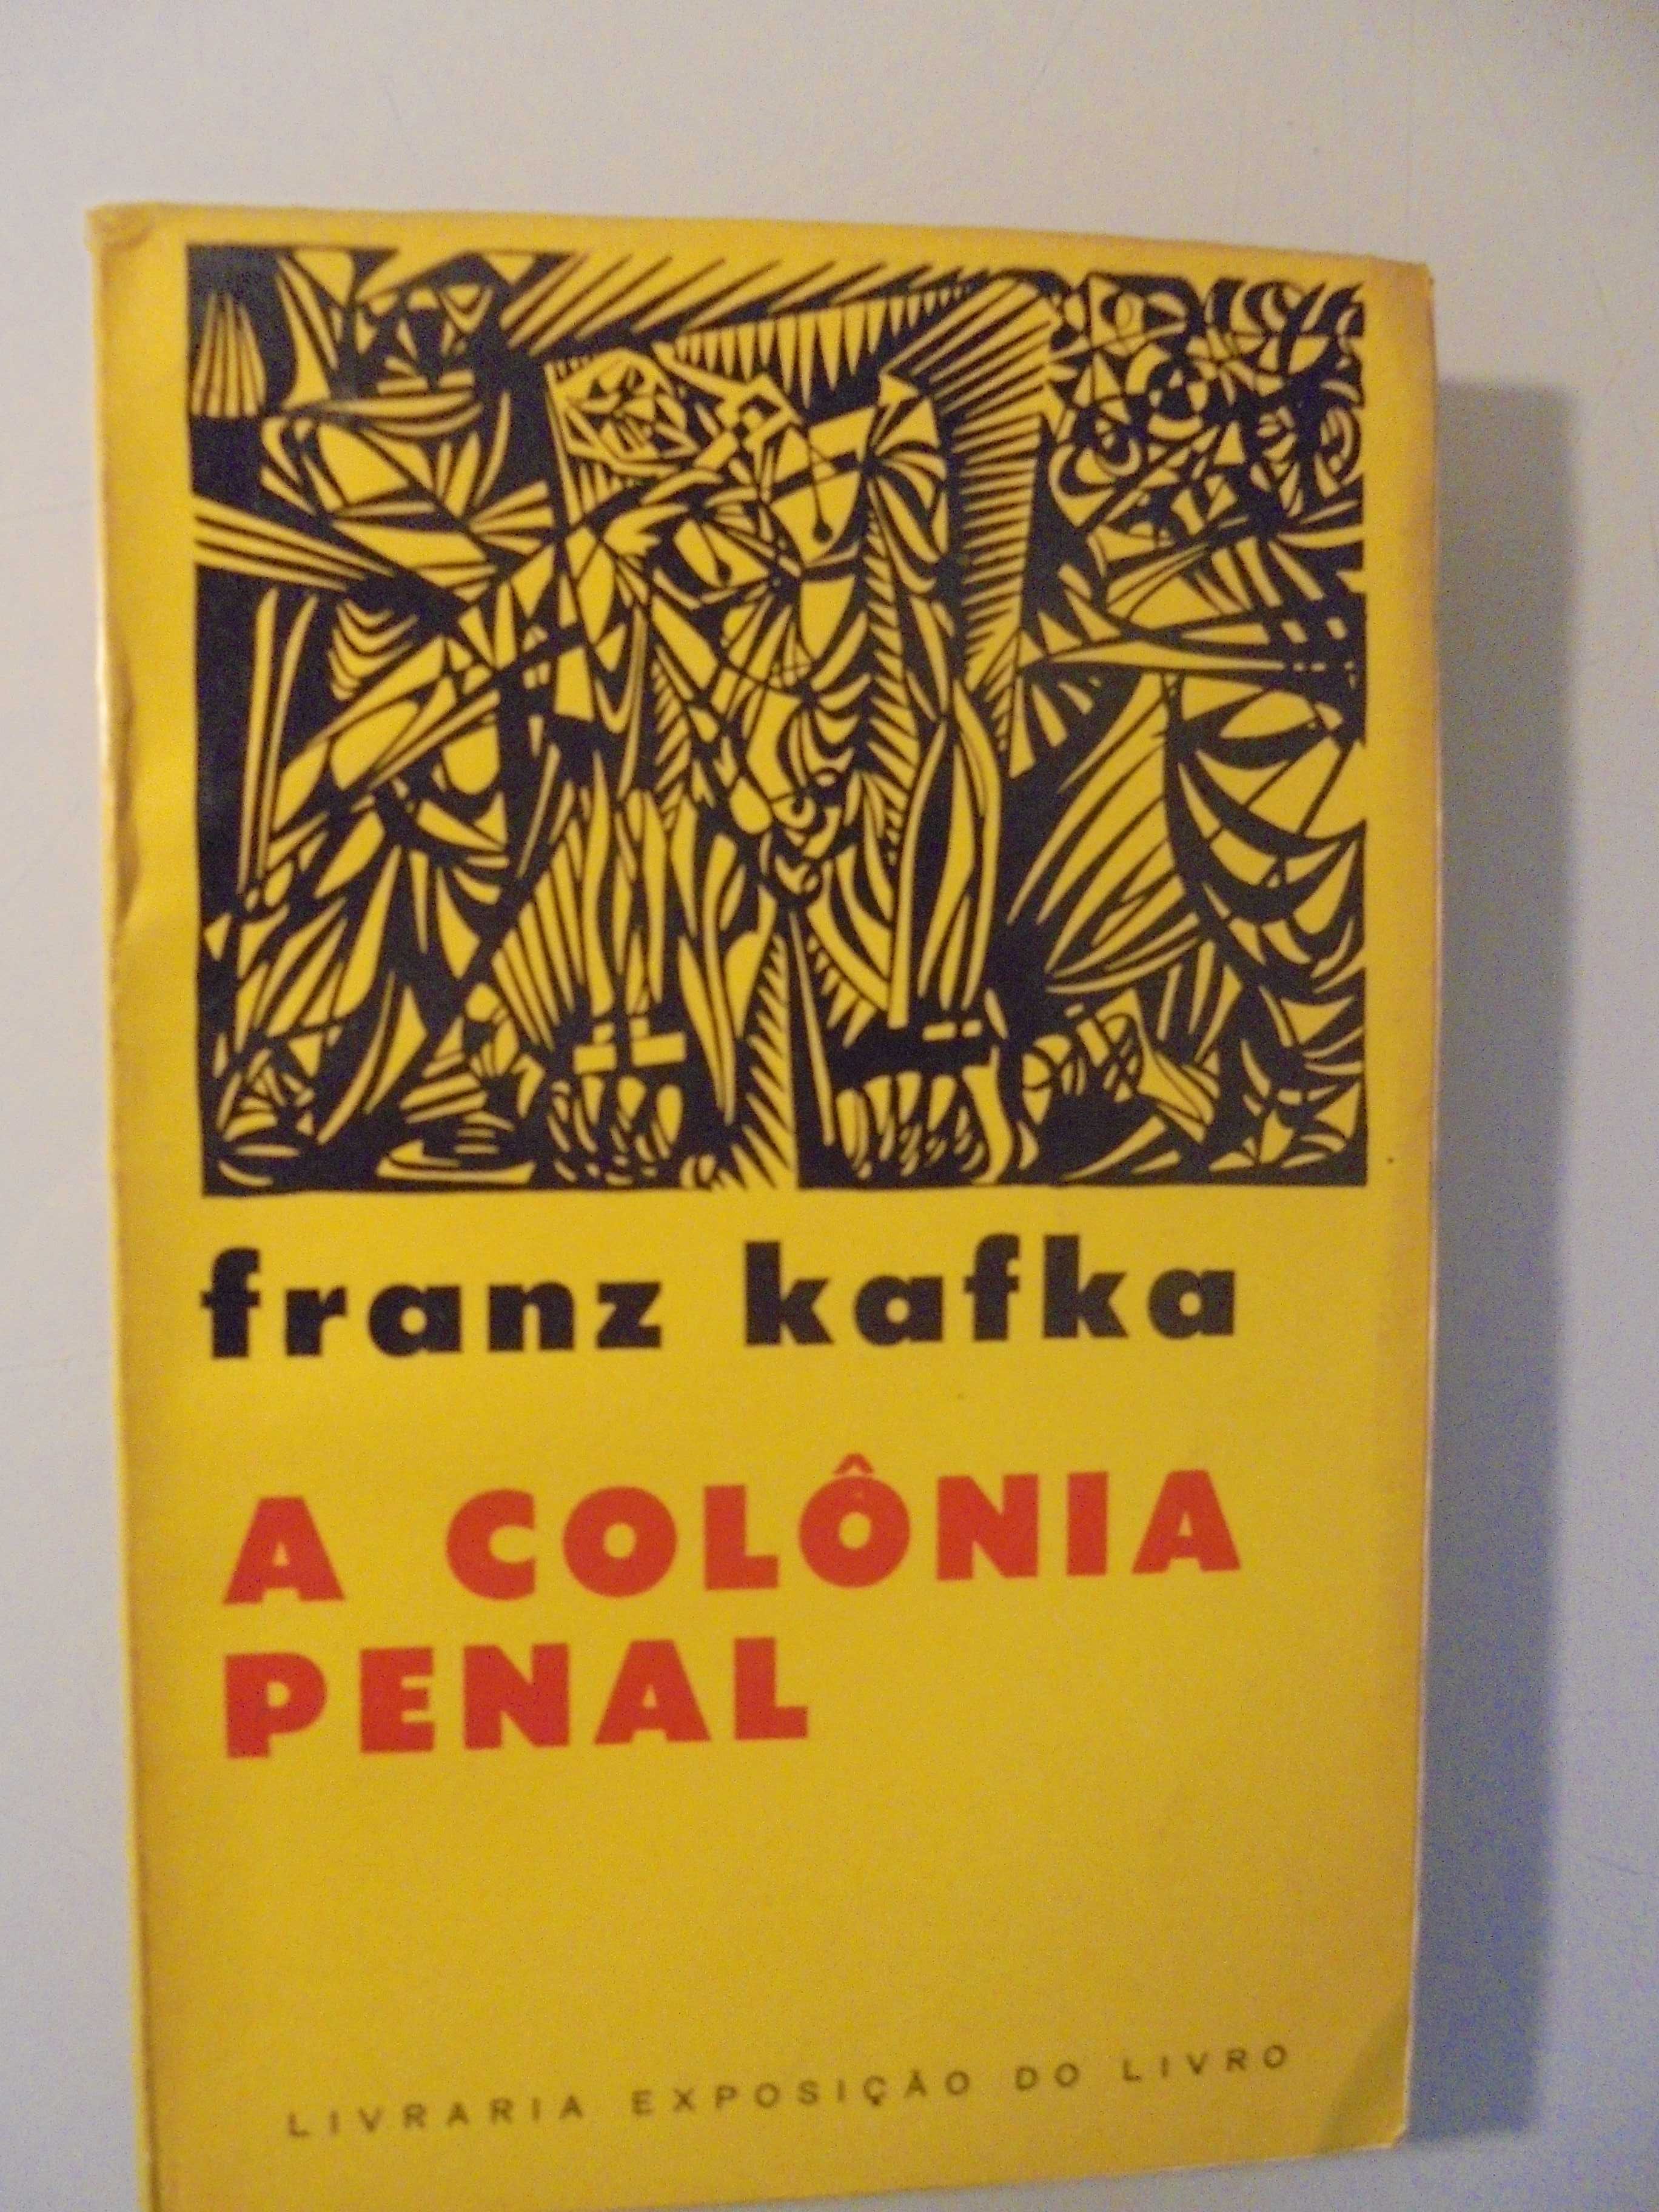 franz kafka
A COLÔNIA
PENAL
LIVRARIA EXPOSIÇÃO DO LIVRO